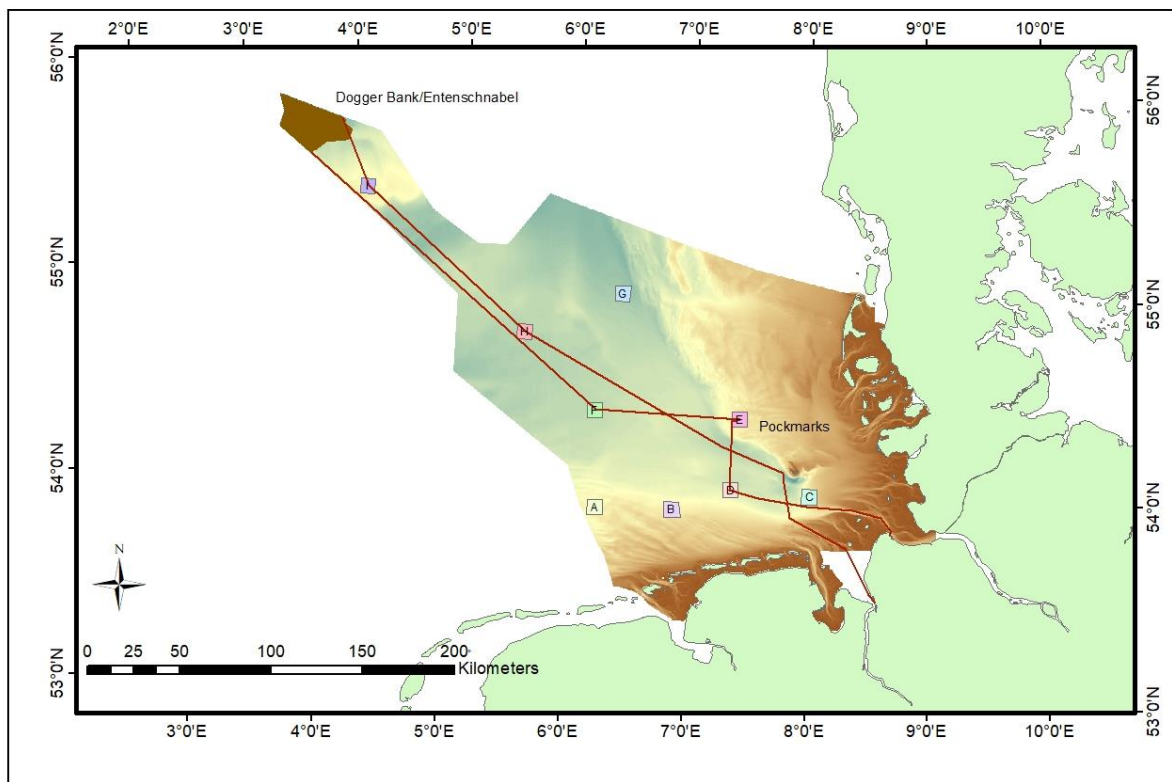 2°0'E 3°0'E 4°0'E 5°0'E 6°0'E 7°0'E 8°0'E 9°0'E 10°0'E
56°0'N
56°0'N
Dogger Bank/Entenschnabel
I
55°0'N
55°0'N
G
H
F
E
Pockmarks
54°0'N
54°0'N
D
C
A
B
N
0 25 50 100 150 200
Kilometers
53°0'N
53°0'N
3°0'E 4°0'E 5°0'E 6°0'E 7°0'E 8°0'E 9°0'E 10°0'E